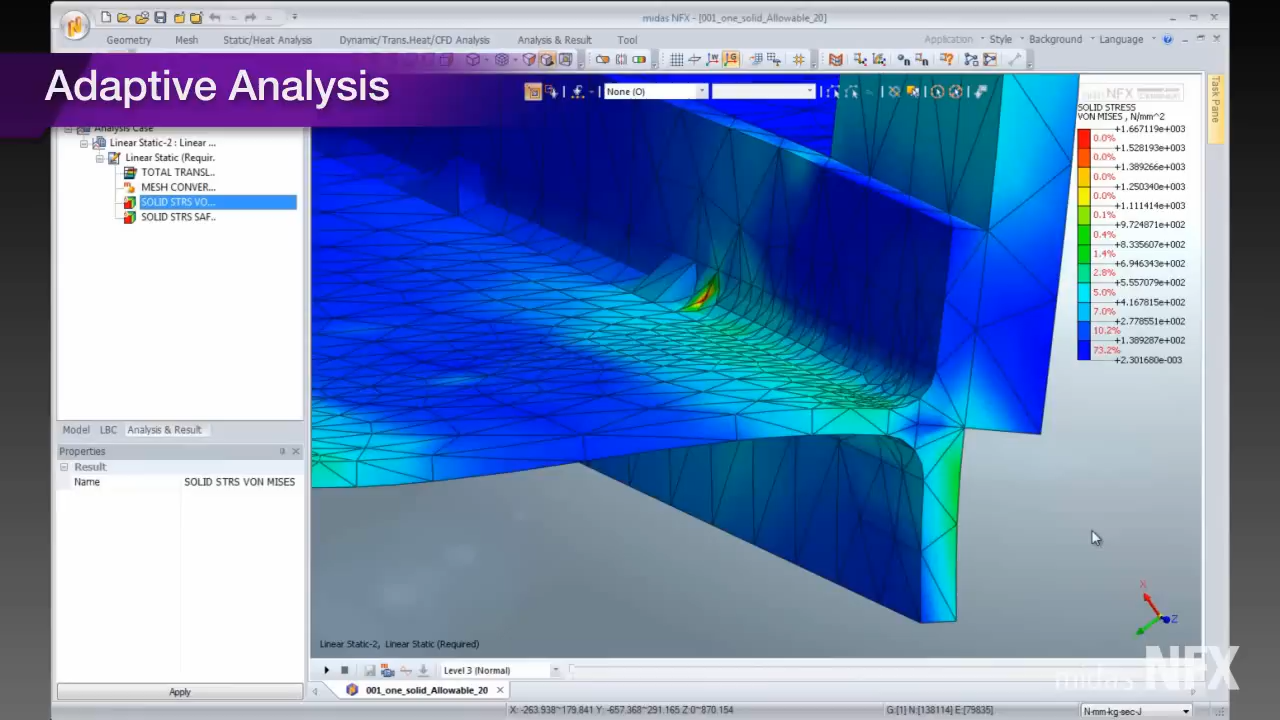 midas NFX - [001_one_solid_Allowable_20]
Geometry Mesh Static/Heat Analysis Dynamic/Trans.Heat/CFD Analysis Analysis & Result Tool Application Style Background Language
Adaptive Analysis
None (O)
Task Pane
Analysis Case
Linear Static-2 : Linear ...
Linear Static (Requir.
TOTAL TRANSL..
MESH CONVER...
SOLID STRS VO...
SOLID STRS SAF..
NFX
SOLID STRESS
VON MISES , N/mm^2
+1.667119e+003
0.0%
+1.528193e+003
0.0%
+1.389266e+003
0.0%
+1.250340e+003
0.0%
+1.111414e+003
0.1%
+9.724871e+002
0.4%
+8.335607e+002
1.4%
+6.946343e+002
2.8%
+5.557079e+002
5.0%
+4.167815e+002
7.0%
+2.778551e+002
10.2%
+1.389287e+002
73.2%
+2.301680e-003
Model LBC Analysis & Result
Properties
Result
Name SOLID STRS VON MISES
Apply
X
Z
Linear Static-2, Linear Static (Required)
Level 3 (Normal)
001_one_solid_Allowable_20
midas NFX
X: -263.938~179.841 Y: -657.368~291.165 Z:0~870.154 G:[1] N:[138114] E:[79835] N-mm-kg-sec-J